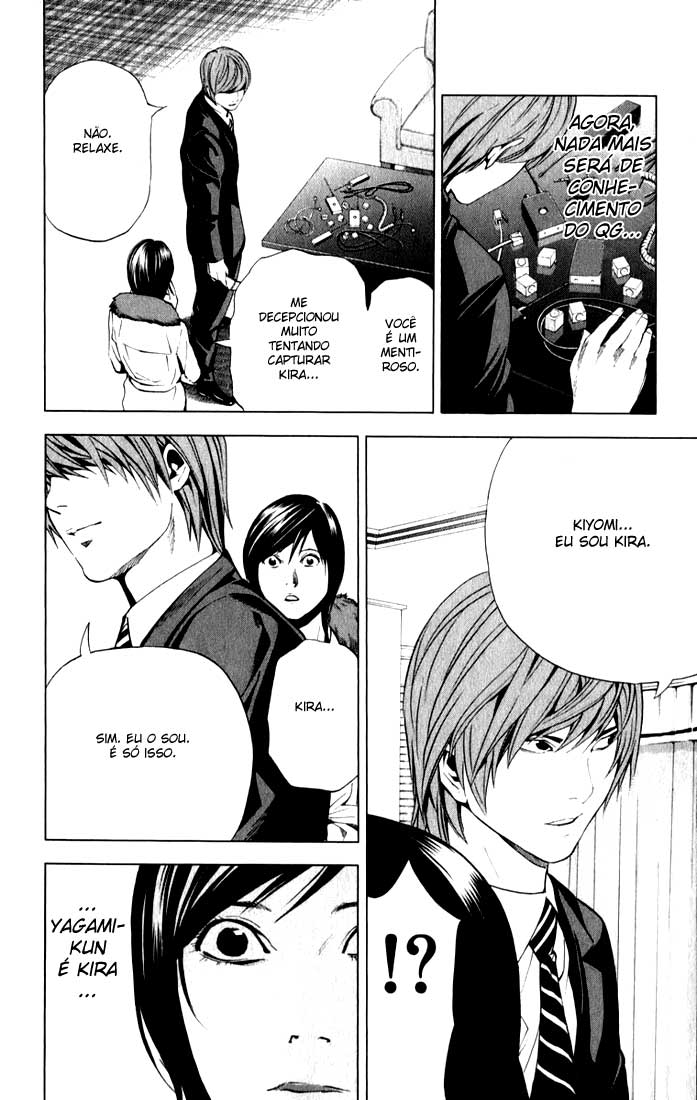 AGORA,
NADA MAIS
SERÁ DE
CONHE-
CIMENTO
DO QG...
VOCÊ
É UM
MENTI-
ROSO.
ME
DECEPCIONOU
MUITO
TENTANDO
CAPTURAR
KIRA...
NÃO.
RELAXE.
KIYOMI...
EU SOU KIRA.
!?
KIRA...
SIM. EU O SOU.
É SÓ ISSO.
...
YAGAMI-
KUN
É KIRA
...